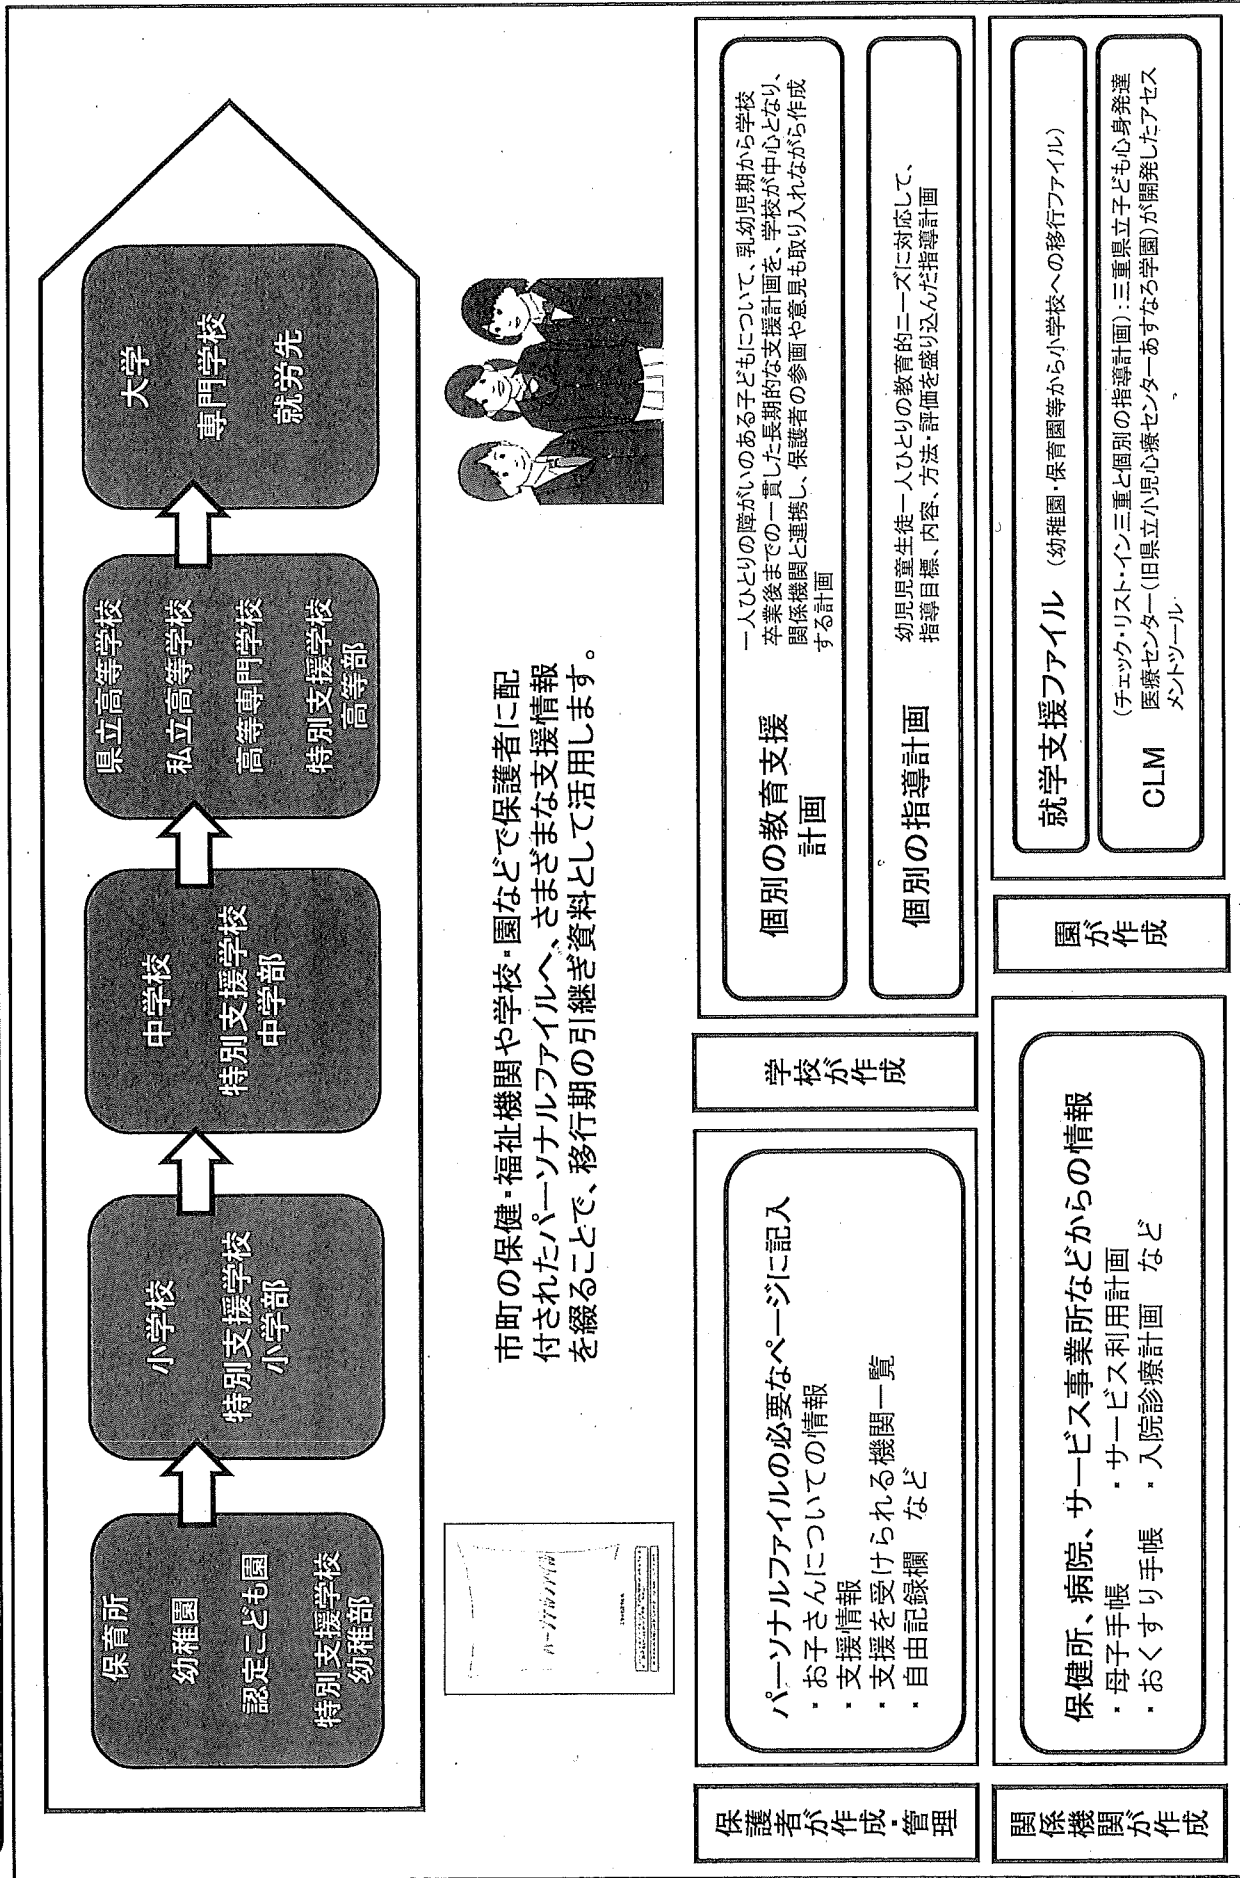 保育所
幼稚園
認定こども園
特別支援学校
幼稚部
小学校
特別支援学校
小学部
中学校
特別支援学校
中学部
県立高等学校
私立高等学校
高等専門学校
特別支援学校
高等部
大学
専門学校
就労先
パーソナルファイル
市町の保健・福祉機関や学校・園などで保護者に配
付されたパーソナルファイルへ、さまざまな支援情報
を綴ることで、移行期の引継ぎ資料として活用します。
保護者が作成・管理
パーソナルファイルの必要なページに記入
・お子さんについての情報
・支援情報
・支援を受けられる機関一覧
・自由記録欄 など
学校が作成
個別の教育支援
計画
一人ひとりの障がいのある子どもについて、乳幼児期から学校
卒業後までの一貫した長期的な支援計画を、学校が中心となり、
関係機関と連携し、保護者の参画や意見も取り入れながら作成
する計画
個別の指導計画
幼児児童生徒一人ひとりの教育的ニーズに対応して、
指導目標、内容、方法・評価を盛り込んだ指導計画
関係機関が作成
保健所、病院、サービス事業所などからの情報
・母子手帳 ・サービス利用計画
・おくすり手帳 ・入院診療計画 など
園が作成
就学支援ファイル (幼稚園・保育園等から小学校への移行ファイル)
CLM
(チェック・リスト・イン三重と個別の指導計画):三重県立子ども心身発達
医療センター(旧県立小児心療センターあすなろ学園)が開発したアセス
メントツール